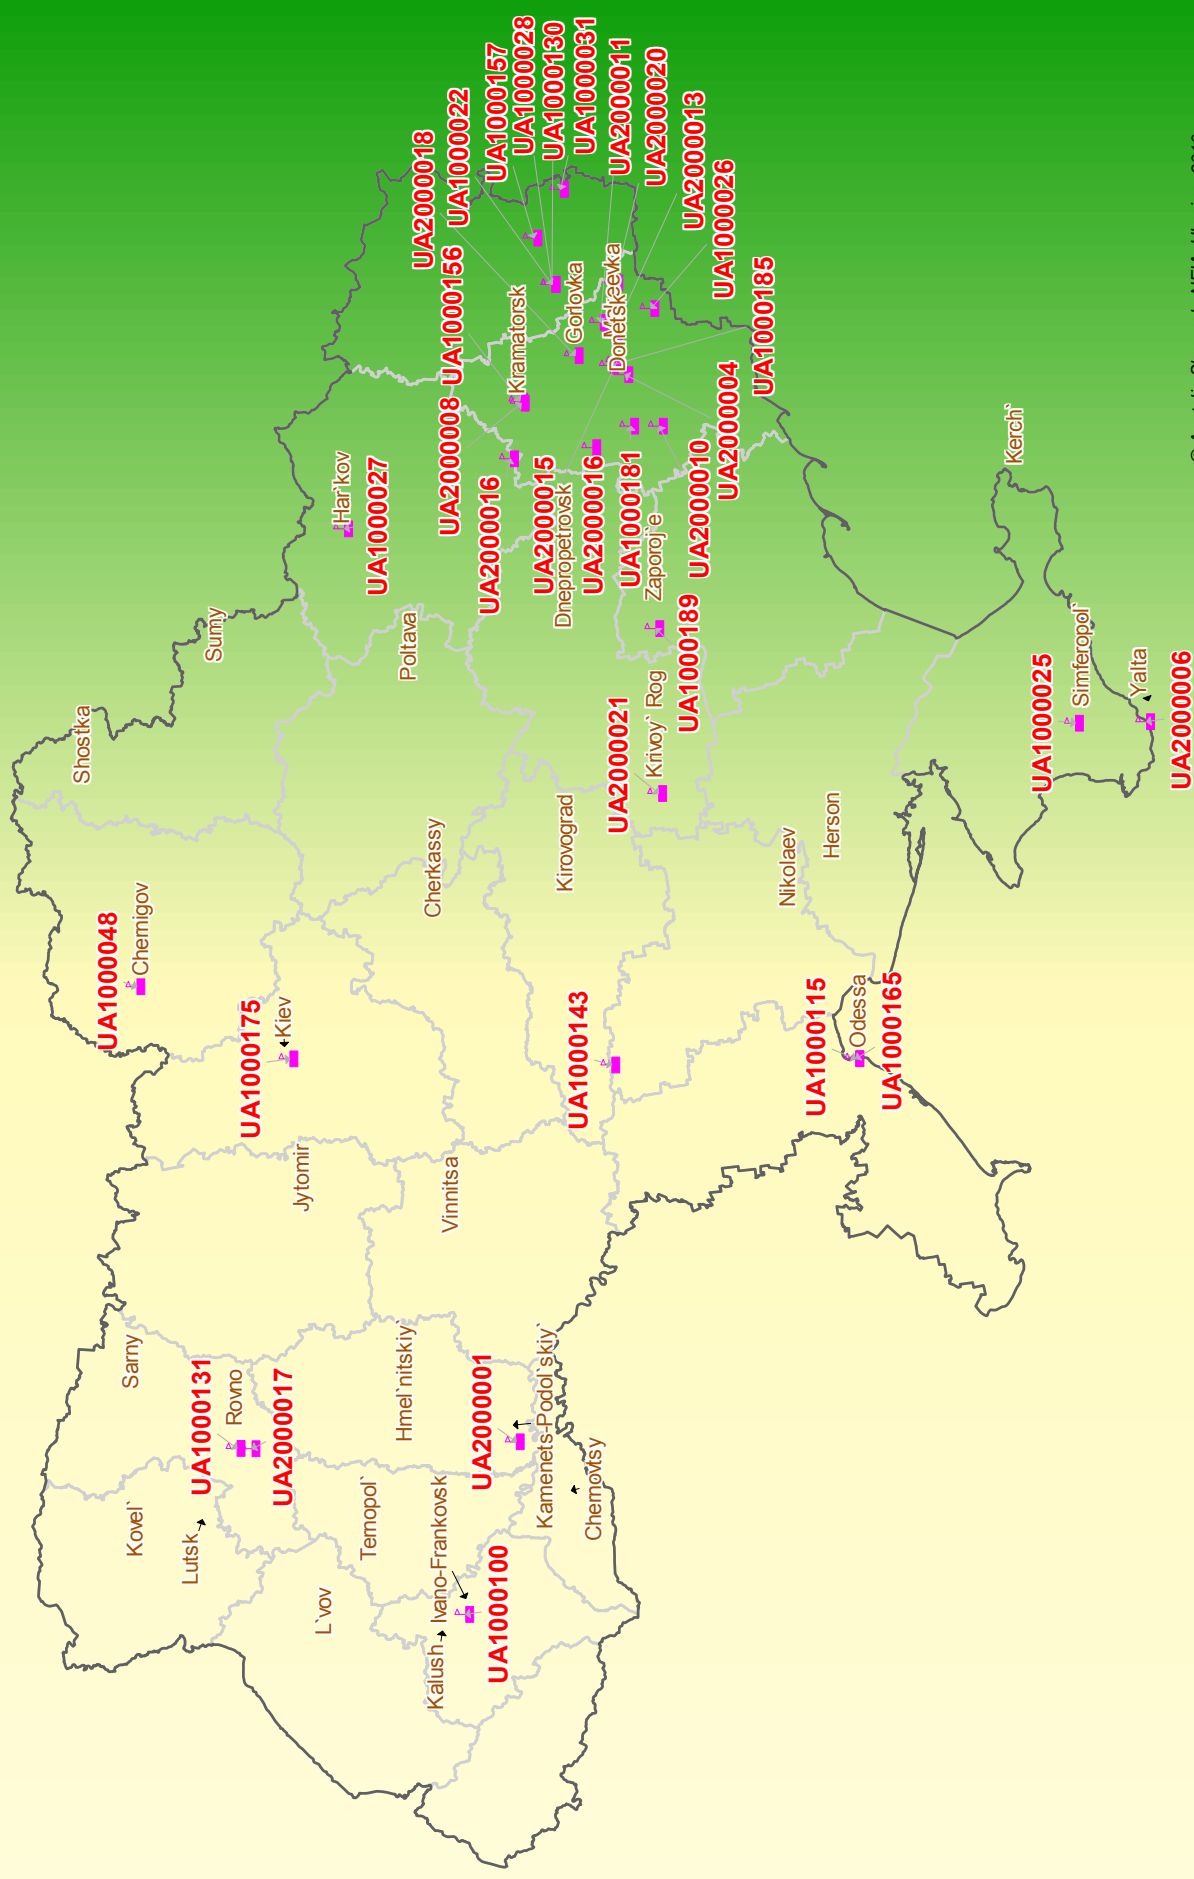 UA2000018
UA1000022
UA1000157
UA1000028
UA1000130
UA1000031
UA2000011
UA2000020
UA2000013
UA1000026
UA1000185
UA1000156
Kramatorsk
Gorlovka
Donetsk
UA2000008
UA2000004
UA2000016
UA2000015
UA2000016
UA1000181
UA2000010
Dnepropetrovsk
Zaporoj`e
Har`kov
UA1000027
Kerch`
Sumy
Poltava
UA1000189
Krivoy` Rog
UA2000021
Shostka
UA1000025
Simferopol`
Yalta
UA2000006
Cherkassy
Kirovograd
Nikolaev
Herson
UA1000048
Chernigov
UA1000175
Kiev
UA1000143
UA1000115
Odessa
UA1000165
Jytomir
Vinnitsa
Sarny
UA1000131
Rovno
UA2000017
Hmel`nitskiy`
UA2000001
Kamenets-Podol`skiy`
Kovel`
Lutsk
Ternopol`
Chernovtsy
L`vov
Ivano-Frankovsk
Kalush
UA1000100